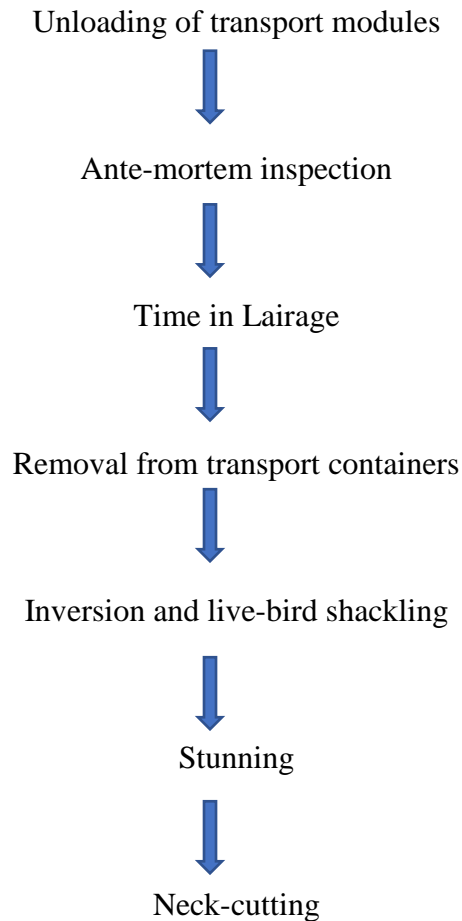 Unloading of transport modules
Ante-mortem inspection
Time in Lairage
Removal from transport containers
Inversion and live-bird shackling
Stunning
Neck-cutting